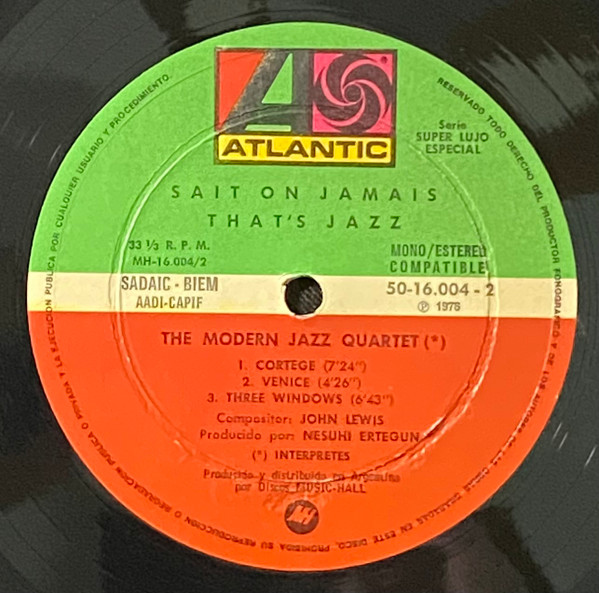 ATLANTIC
Serie
SUPER LUJO
ESPECIAL
SAIT ON JAMAIS
THAT'S JAZZ
33 1/3 R. P. M.
MH-16.004/2
MONO/ESTEREO
COMPATIBLE
SADAIC - BIEM
AADI-CAPIF
50-16.004 - 2
Ⓟ 1976
THE MODERN JAZZ QUARTET (*)
1. CORTEGE (7'24")
2. VENICE (4'26")
3. THREE WINDOWS (6'43")
Compositor: JOHN LEWIS
Producido por: NESUHI ERTEGUN
(*) INTERPRETES
Producido y distribuido en Argentina
por Discos MUSIC-HALL
RESERVADO TODO DERECHO DEL PRODUCTOR FONOGRAFICO Y DE LOS AUTORES DE LAS OBRAS GRABADAS EN ESTE DISCO, PROHIBIDA SU REPRODUCCION O REGRABACION PUBLICA O PRIVADA Y LA EJECUCION PUBLICA POR CUALQUIER USUARIO Y PROCEDIMIENTO.